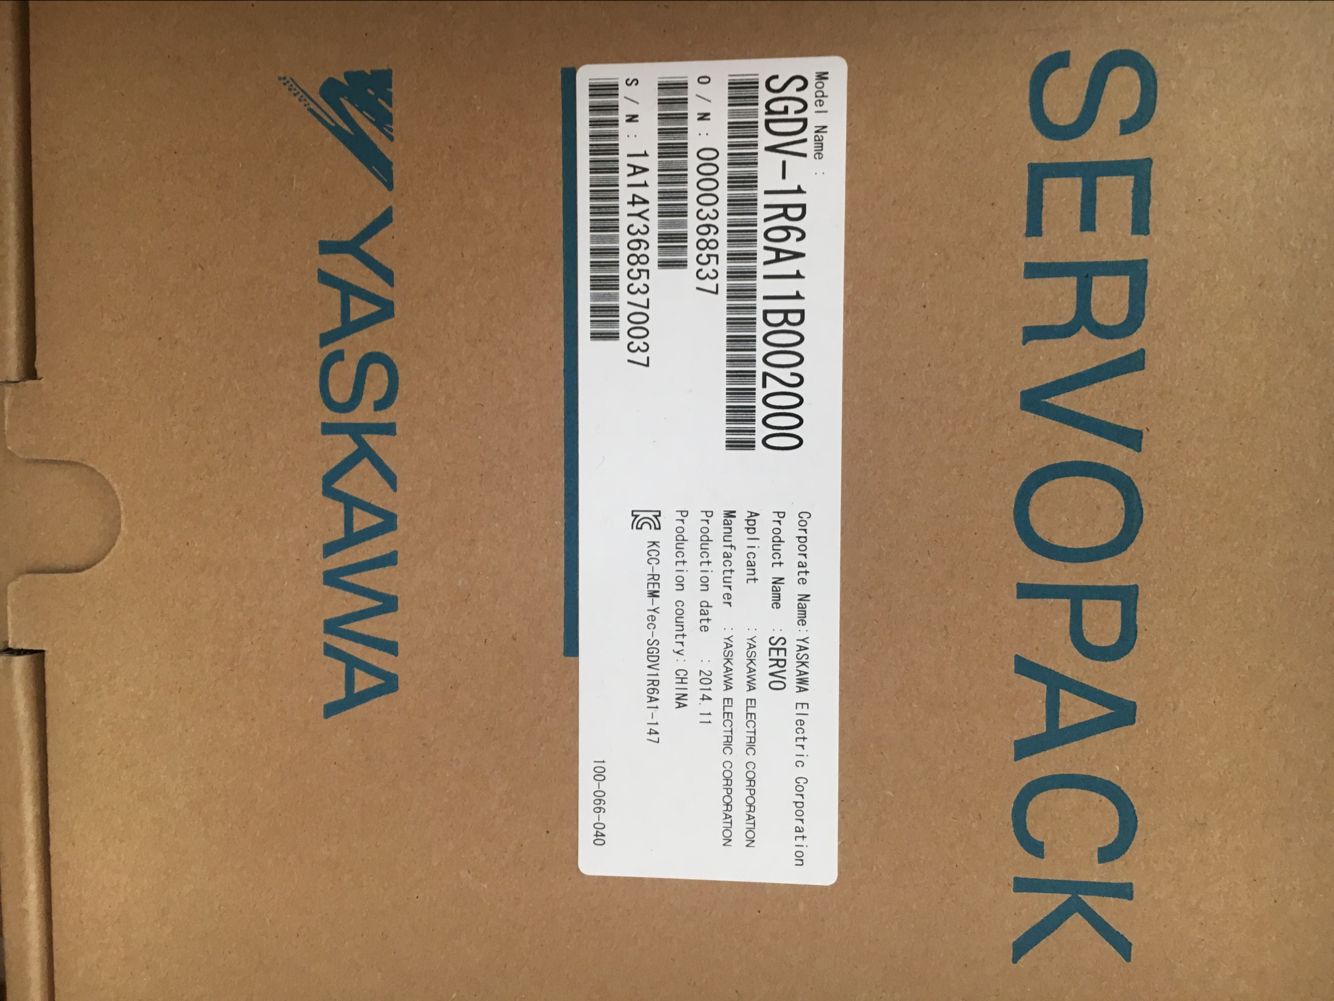 SERVOPACK
Model Name :
SGDV-1R6A11B002000
O / N : 0000368537
S / N : 1A14Y3685370037
Corporate Name:YASKAWA Electric Corporation
Product Name : SERVO
Applicant : YASKAWA ELECTRIC CORPORATION
Manufacturer : YASKAWA ELECTRIC CORPORATION
Production date : 2014.11
Production country: CHINA
KCC-REM-Yec-SGDV1R6A1-147
100-066-040
YASKAWA